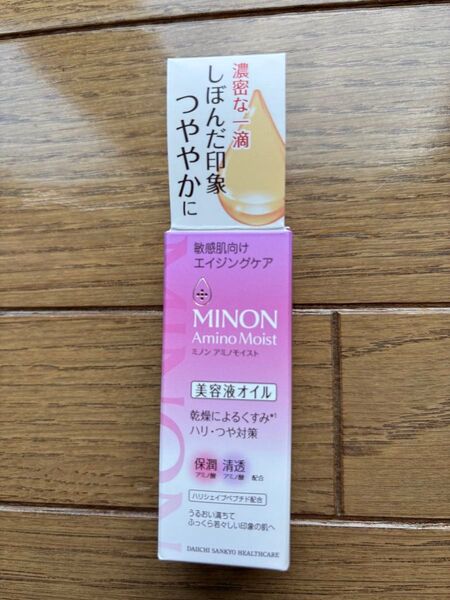 濃密な一滴
しぼんだ印象
つややかに
敏感肌向け
エイジングケア
MINON
Amino Moist
ミノン アミノモイスト
美容液オイル
乾燥によるくすみ*1
ハリ・つや対策
保潤 清透
アミノ酸 アミノ酸 配合
ハリシェイプペプチド配合
うるおい満ちて
ふっくら若々しい印象の肌へ
DAIICHI SANKYO HEALTHCARE
MINON